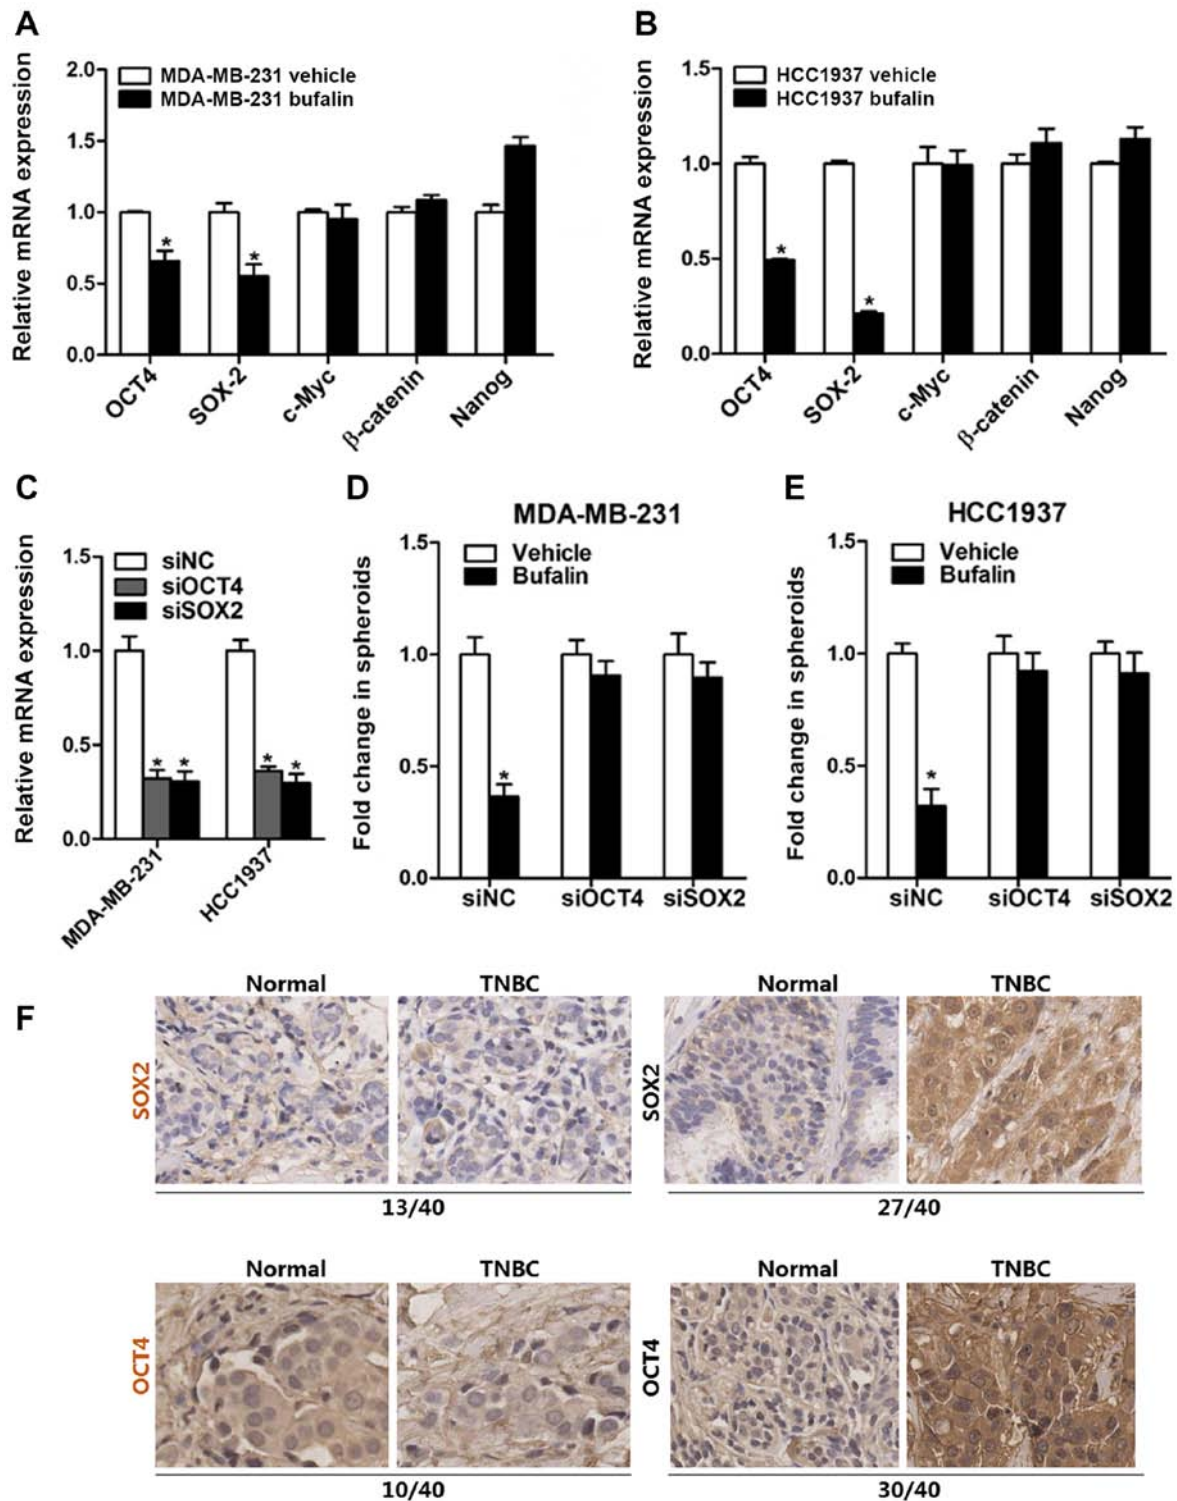 A
Relative mRNA expression
2.0
1.5
1.0
0.5
0.0
MDA-MB-231 vehicle
MDA-MB-231 bufalin
*
*
OCT4
SOX-2
c-Myc
β-catenin
Nanog
B
Relative mRNA expression
1.5
1.0
0.5
0.0
HCC1937 vehicle
HCC1937 bufalin
*
*
OCT4
SOX-2
c-Myc
β-catenin
Nanog
C
Relative mRNA expression
1.5
1.0
0.5
0.0
siNC
siOCT4
siSOX2
* *
* *
MDA-MB-231
HCC1937
D
MDA-MB-231
Fold change in spheroids
1.5
1.0
0.5
0.0
Vehicle
Bufalin
*
siNC
siOCT4
siSOX2
E
HCC1937
Fold change in spheroids
1.5
1.0
0.5
0.0
Vehicle
Bufalin
*
siNC
siOCT4
siSOX2
F
Normal
TNBC
SOX2
13/40
Normal
TNBC
SOX2
27/40
Normal
TNBC
OCT4
10/40
Normal
TNBC
OCT4
30/40